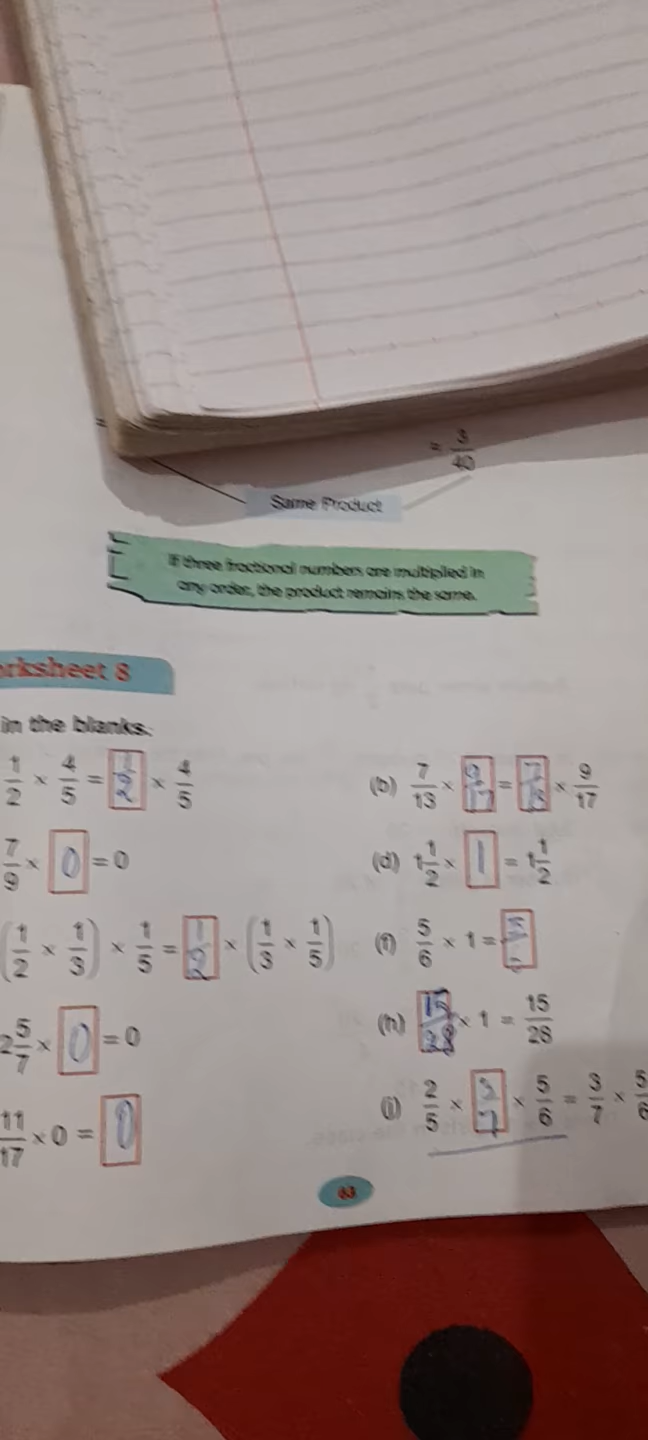 =
= 3/40
Same Product
If three fractional numbers are multiplied in
any order, the product remains the same.
orksheet 8
in the blanks.
1/2 × 4/5 = 1/2 × 4/5
(b) 7/13 × 9/17 = 7/13 × 9/17
7/9 × 0 = 0
(d) 1 1/2 × 1 = 1 1/2
(1/2 × 1/3) × 1/5 = 1/2 × (1/3 × 1/5)
(f) 5/6 × 1 = 5/
2 5/7 × 0 = 0
(h) 15/28 × 1 = 15/28
11/17 × 0 = 0
(j) 2/5 × 3/7 × 5/6 = 3/7 × 5/6
63